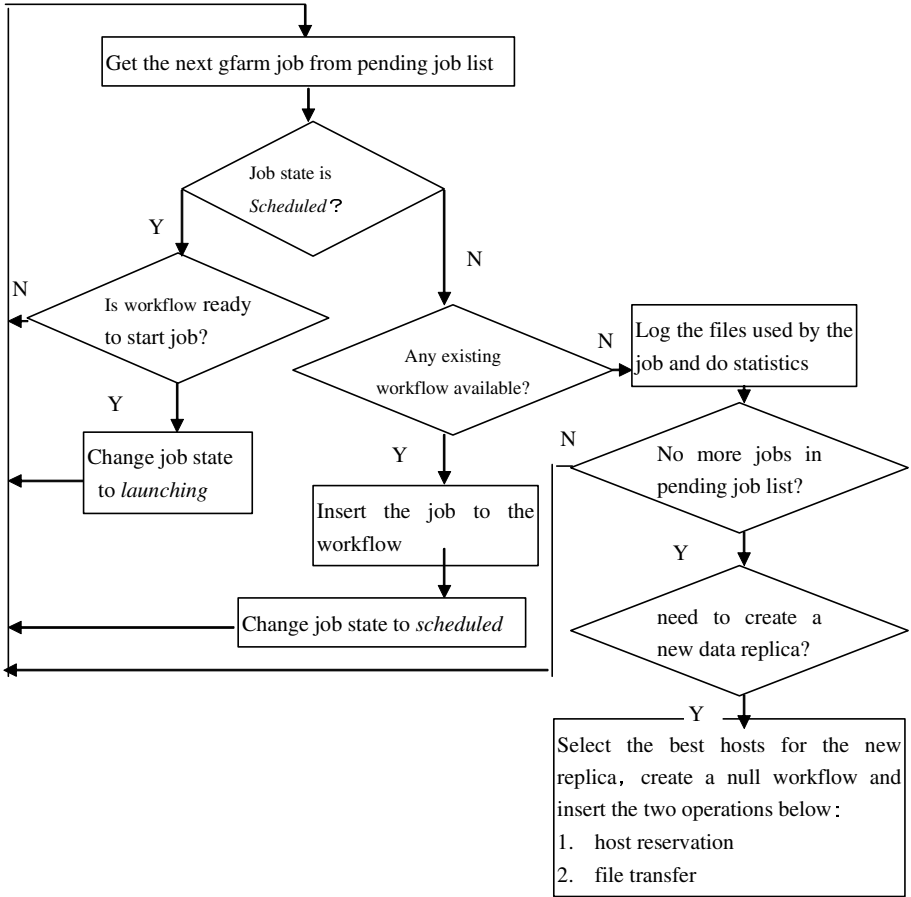 Get the next gfarm job from pending job list
Job state is
Scheduled？
Y
N
N
Is workflow ready
to start job?
Y
Change job state
to launching
Any existing
workflow available?
N
Y
Insert the job to the
workflow
Change job state to scheduled
Log the files used by the
job and do statistics
N
No more jobs in
pending job list?
Y
need to create a
new data replica?
Y
Select the best hosts for the new
replica，create a null workflow and
insert the two operations below：
1. host reservation
2. file transfer